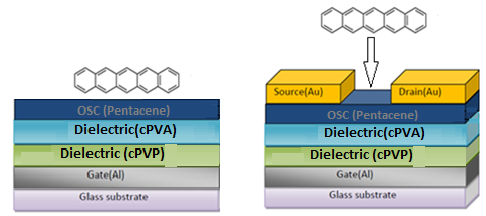 OSC (Pentacene)
Dielectric(cPVA)
Dielectric (cPVP)
Gate(Al)
Glass substrate
Source(Au)
Drain(Au)
OSC (Pentacene)
Dielectric(cPVA)
Dielectric (cPVP)
Gate(Al)
Glass substrate